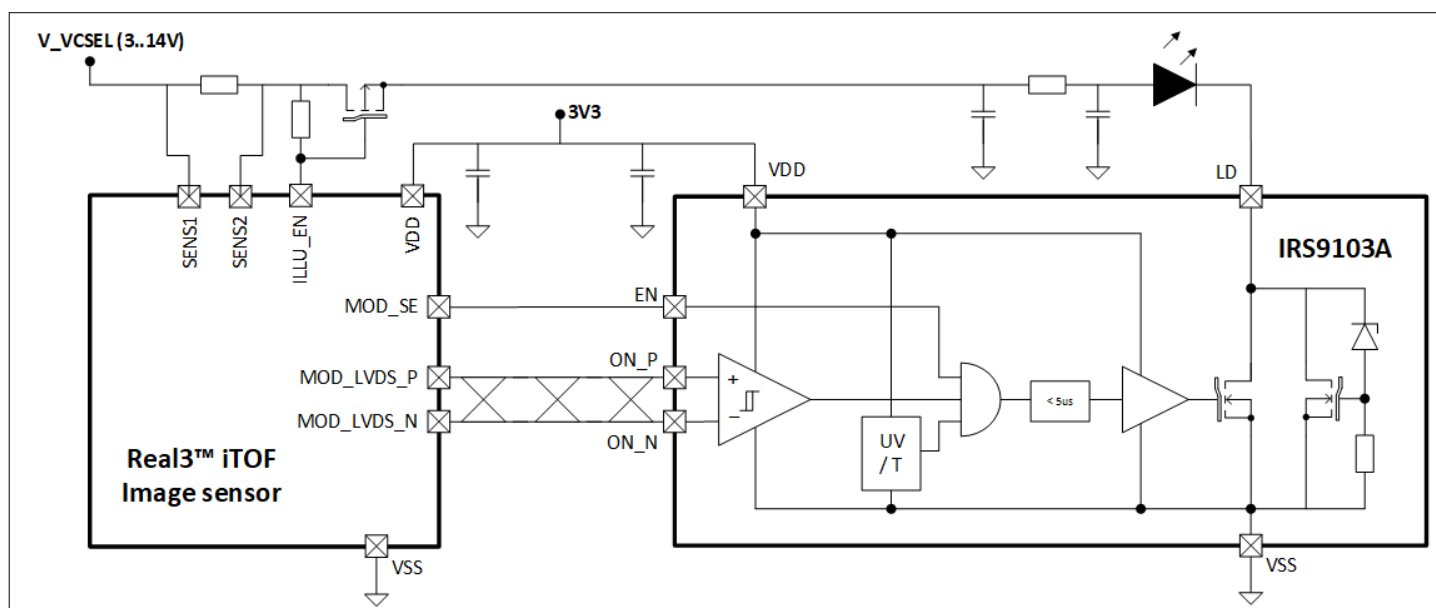 V_VCSEL (3..14V)
3V3
VDD
LD
SENS1
SENS2
ILLU_EN
VDD
IRS9103A
MOD_SE
EN
MOD_LVDS_P
ON_P
+
< 5us
MOD_LVDS_N
−
ON_N
UV
/ T
Real3™ iTOF
Image sensor
VSS
VSS